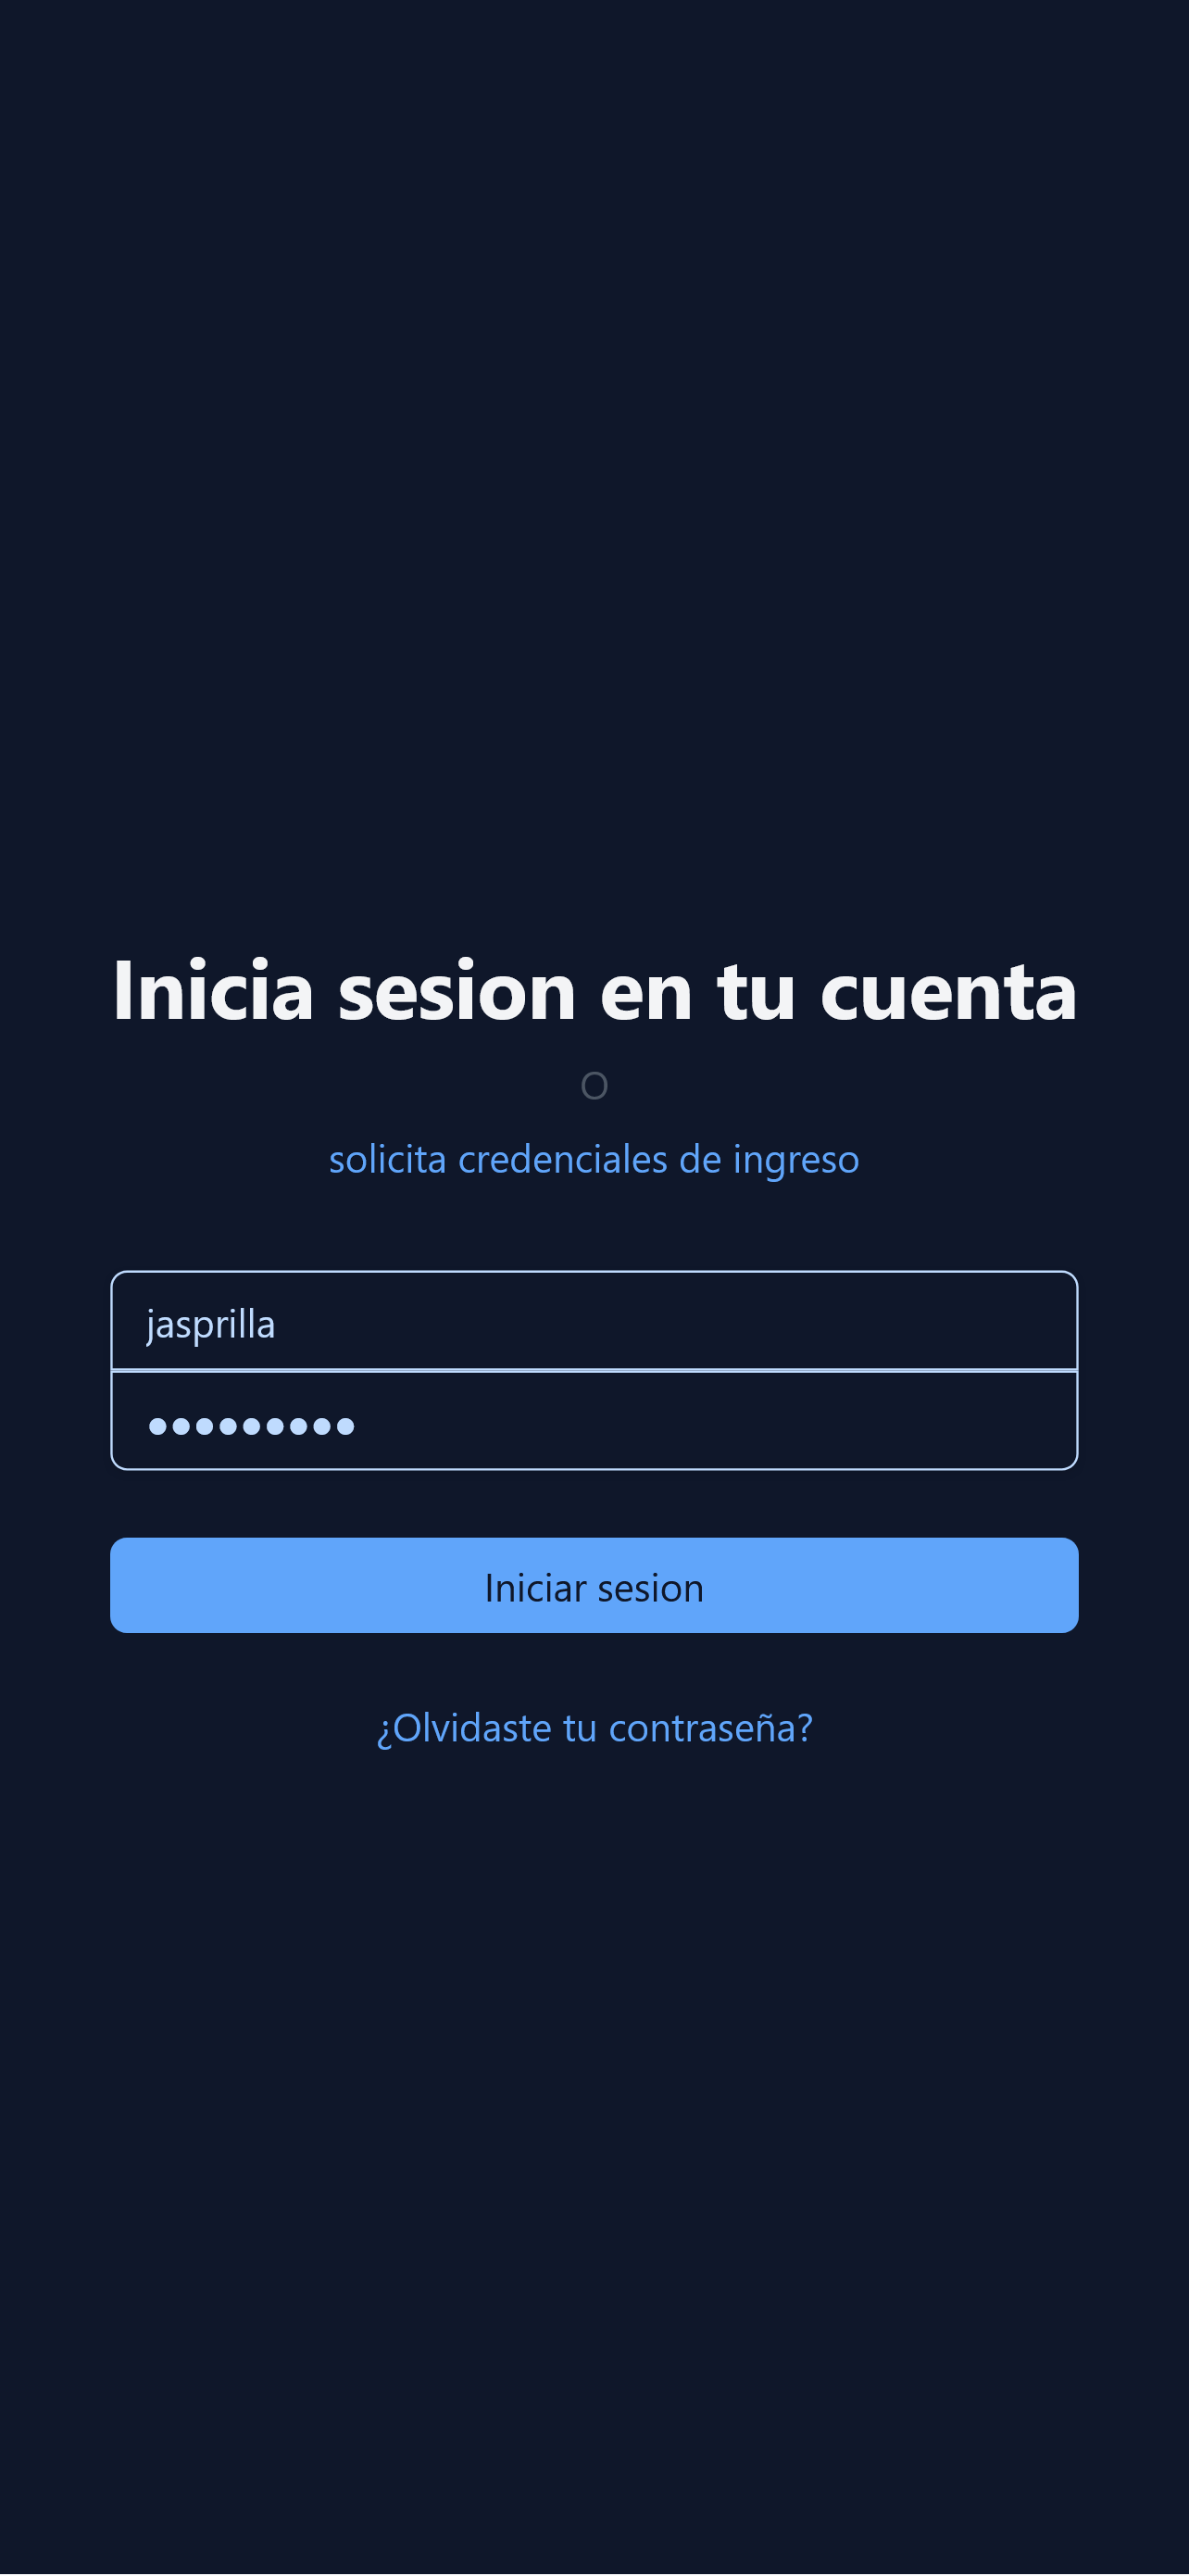 Inicia sesion en tu cuenta
O
solicita credenciales de ingreso
jasprilla
•••••••••
Iniciar sesion
¿Olvidaste tu contraseña?